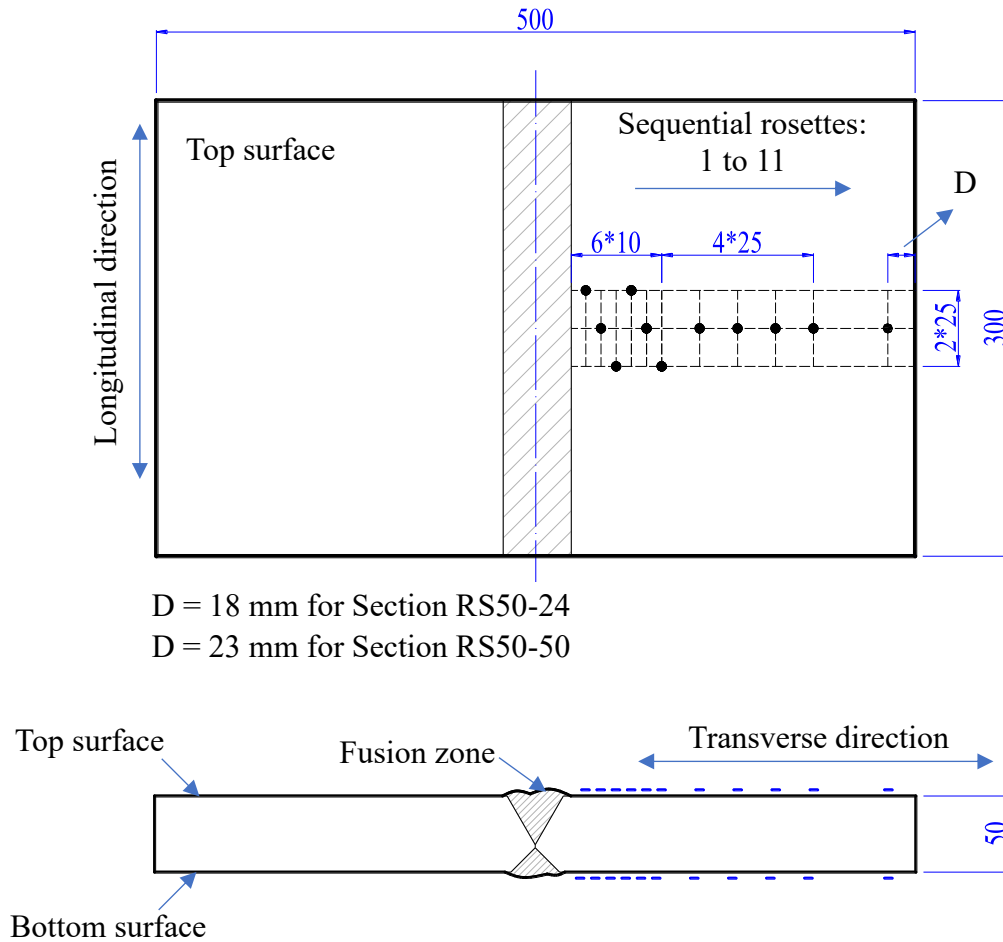 500
Sequential rosettes:
1 to 11
Top surface
D
Longitudinal direction
6*10
4*25
2*25
300
D = 18 mm for Section RS50-24
D = 23 mm for Section RS50-50
Top surface
Fusion zone
Transverse direction
50
Bottom surface